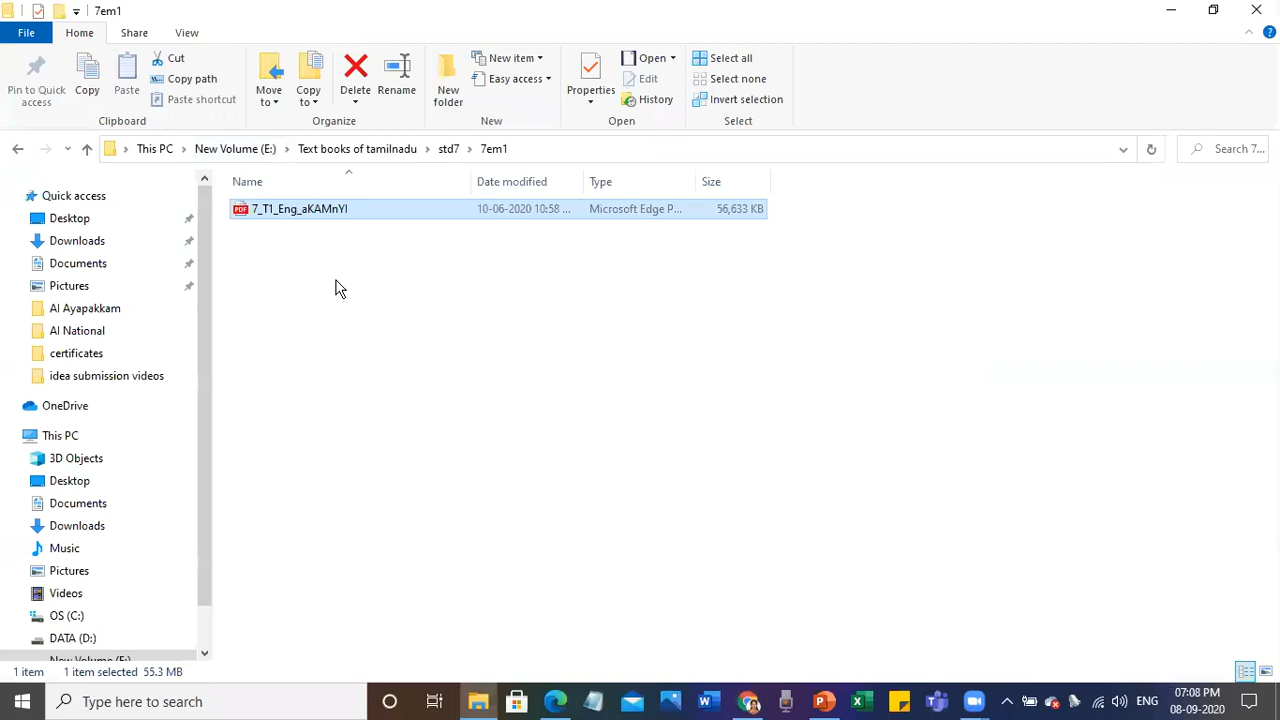 7em1
File Home Share View
Pin to Quick access
Copy
Paste
Cut
Copy path
Paste shortcut
Clipboard
Move to
Copy to
Delete
Rename
Organize
New folder
New item
Easy access
New
Properties
Open
Edit
History
Open
Select all
Select none
Invert selection
Select
This PC > New Volume (E:) > Text books of tamilnadu > std7 > 7em1
Search 7...
Name Date modified Type Size
PDF 7_T1_Eng_aKAMnYl 10-06-2020 10:58 ... Microsoft Edge P... 56,633 KB
Quick access
Desktop
Downloads
Documents
Pictures
AI Ayapakkam
AI National
certificates
idea submission videos
OneDrive
This PC
3D Objects
Desktop
Documents
Downloads
Music
Pictures
Videos
OS (C:)
DATA (D:)
New Volume (E:)
1 item 1 item selected 55.3 MB
Type here to search
ENG
07:08 PM
08-09-2020